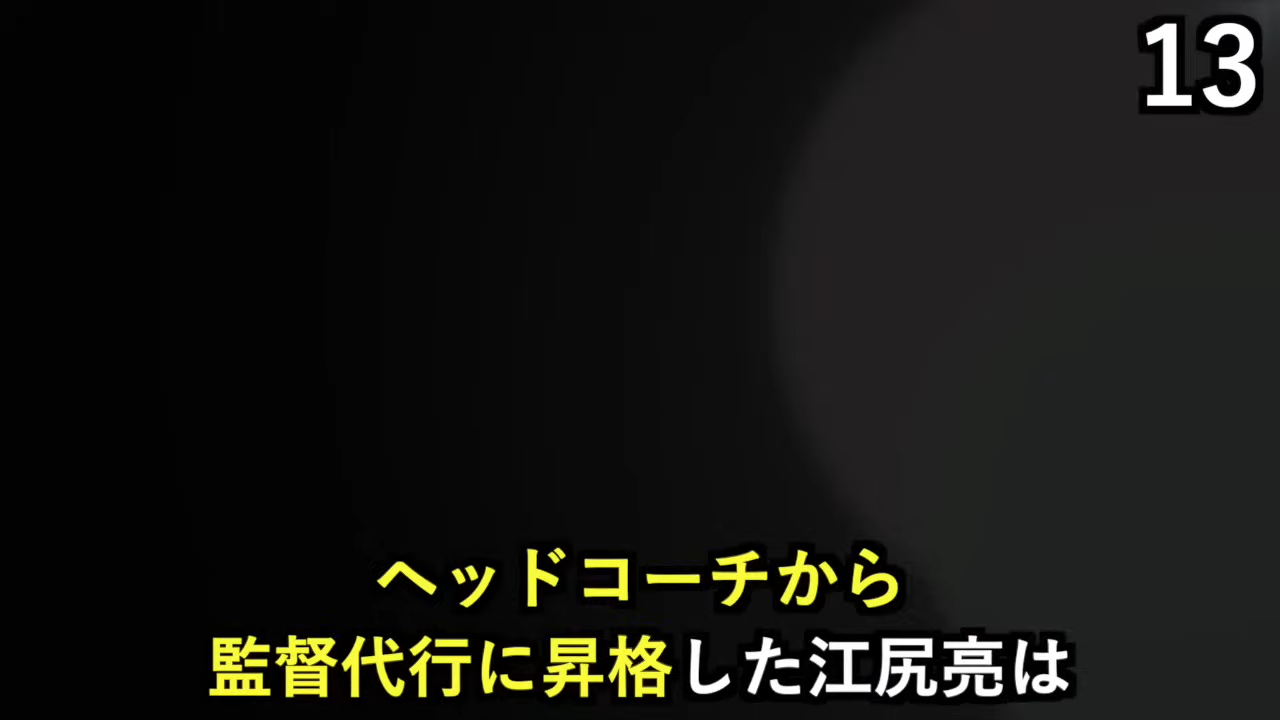 13
ヘッドコーチから
監督代行に昇格した江尻亮は